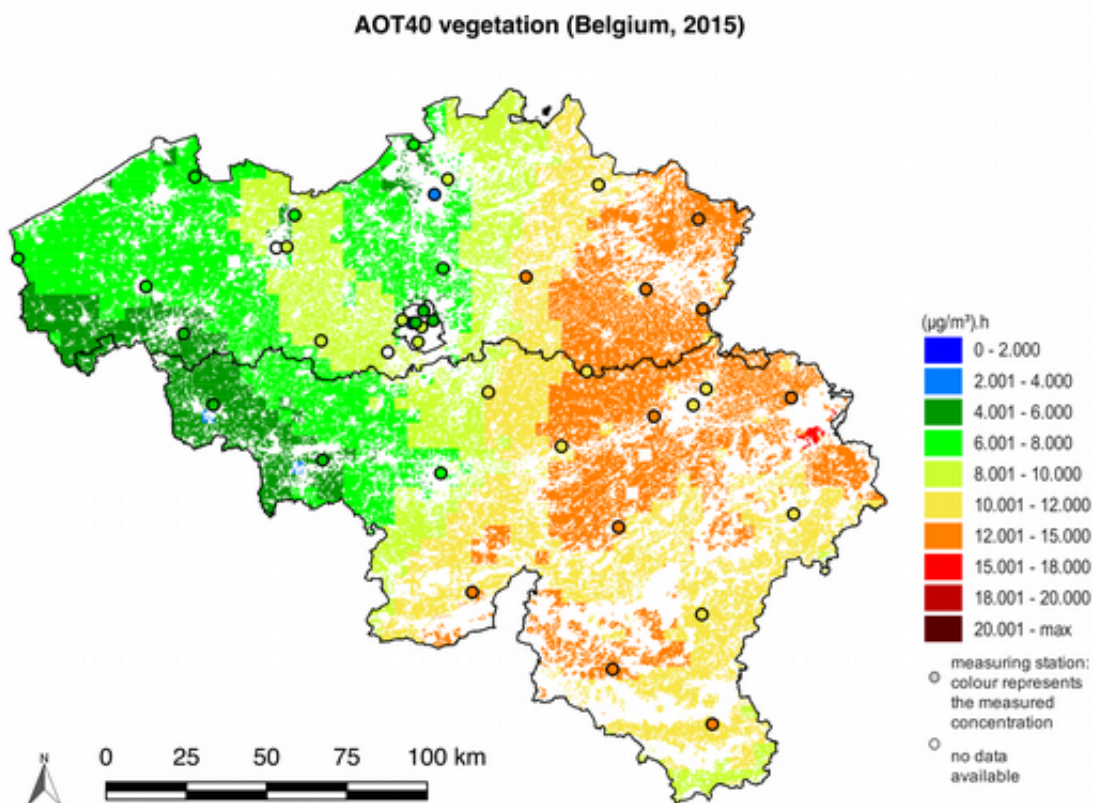 AOT40 vegetation (Belgium, 2015)
(µg/m³).h
0 - 2.000
2.001 - 4.000
4.001 - 6.000
6.001 - 8.000
8.001 - 10.000
10.001 - 12.000
12.001 - 15.000
15.001 - 18.000
18.001 - 20.000
20.001 - max
measuring station:
colour represents
the measured
concentration
no data
available
N
0 25 50 75 100 km